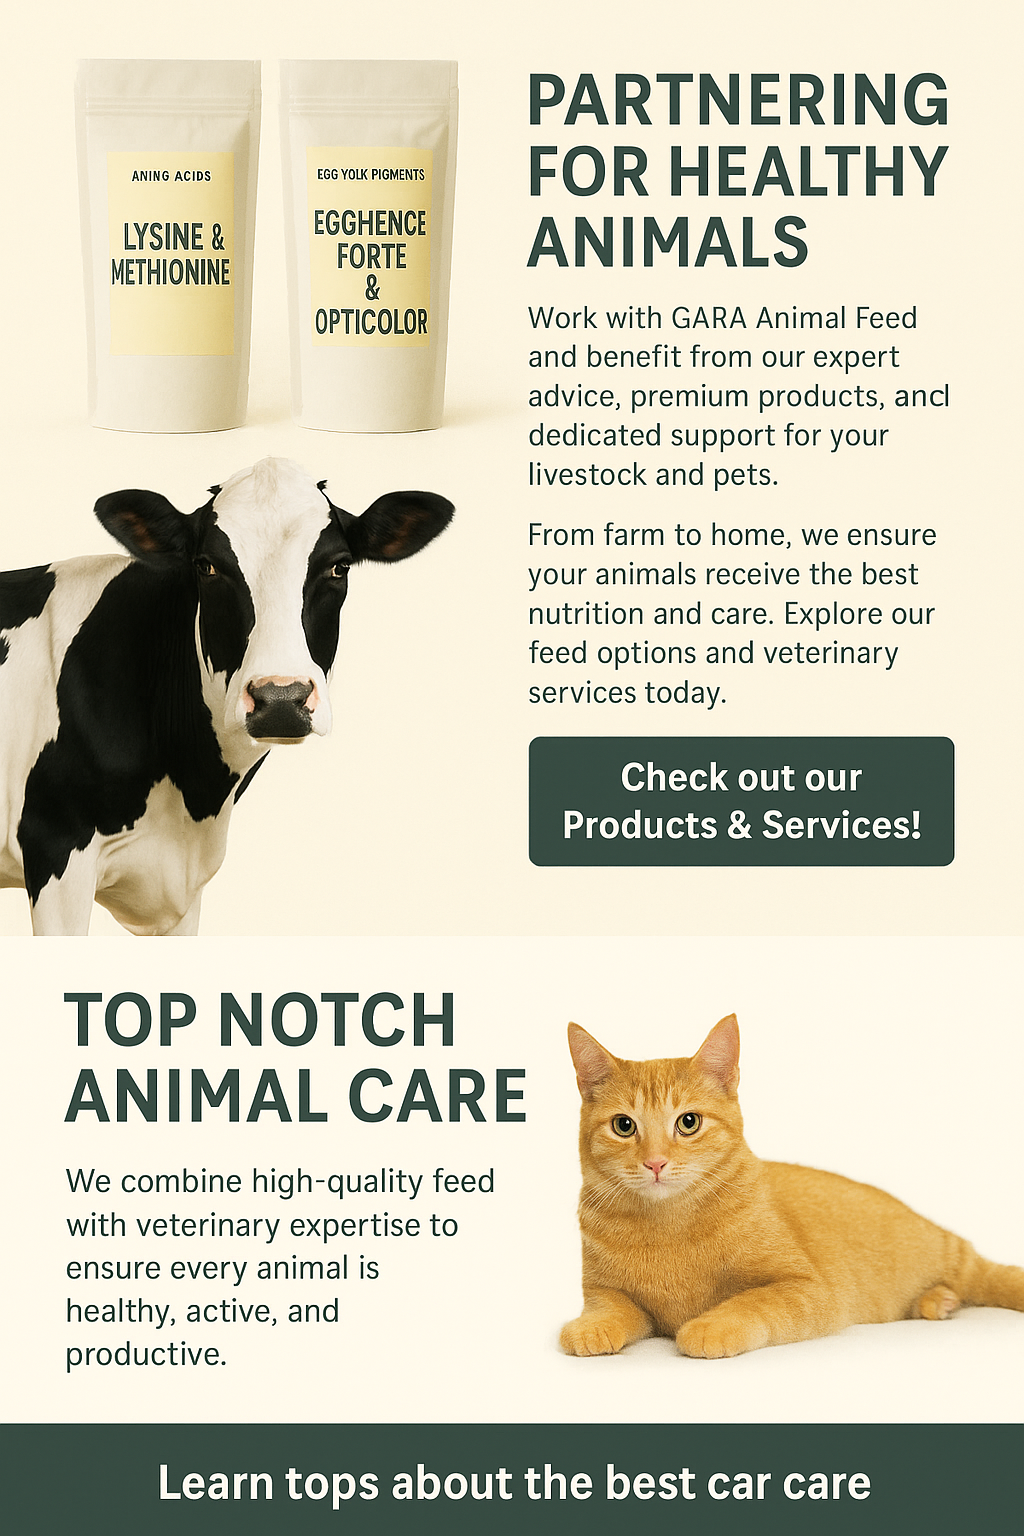 ANING ACIDS
LYSINE &
METHIONINE
EGG YOLK PIGMENTS
EGGHENCE
FORTE
&
OPTICOLOR
PARTNERING
FOR HEALTHY
ANIMALS
Work with GARA Animal Feed
and benefit from our expert
advice, premium products, ancl
dedicated support for your
livestock and pets.
From farm to home, we ensure
your animals receive the best
nutrition and care. Explore our
feed options and veterinary
services today.
Check out our
Products & Services!
TOP NOTCH
ANIMAL CARE
We combine high-quality feed
with veterinary expertise to
ensure every animal is
healthy, active, and
productive.
Learn tops about the best car care